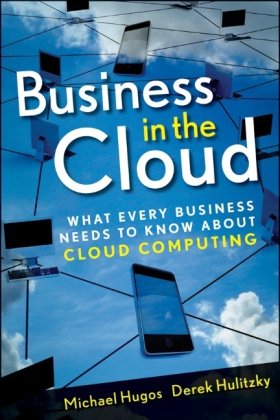 Business
in the
Cloud
WHAT EVERY BUSINESS
NEEDS TO KNOW ABOUT
CLOUD COMPUTING
Michael Hugos Derek Hulitzky